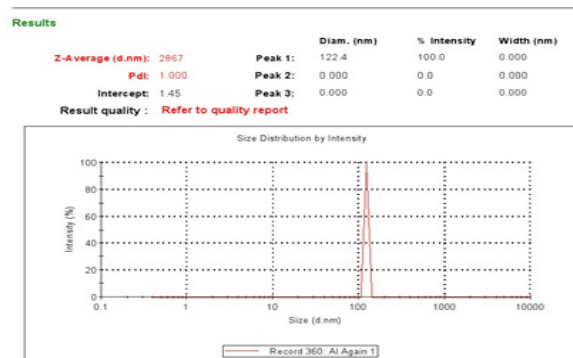 Results
Diam. (nm) % Intensity Width (nm)
Z-Average (d.nm): 2867 Peak 1: 122.4 100.0 0.000
PdI: 1.000 Peak 2: 0.000 0.0 0.000
Intercept: 1.45 Peak 3: 0.000 0.0 0.000
Result quality : Refer to quality report
Size Distribution by Intensity
Intensity (%)
100
80
60
40
20
0
0.1 1 10 100 1000 10000
Size (d.nm)
Record 360: Al Again 1